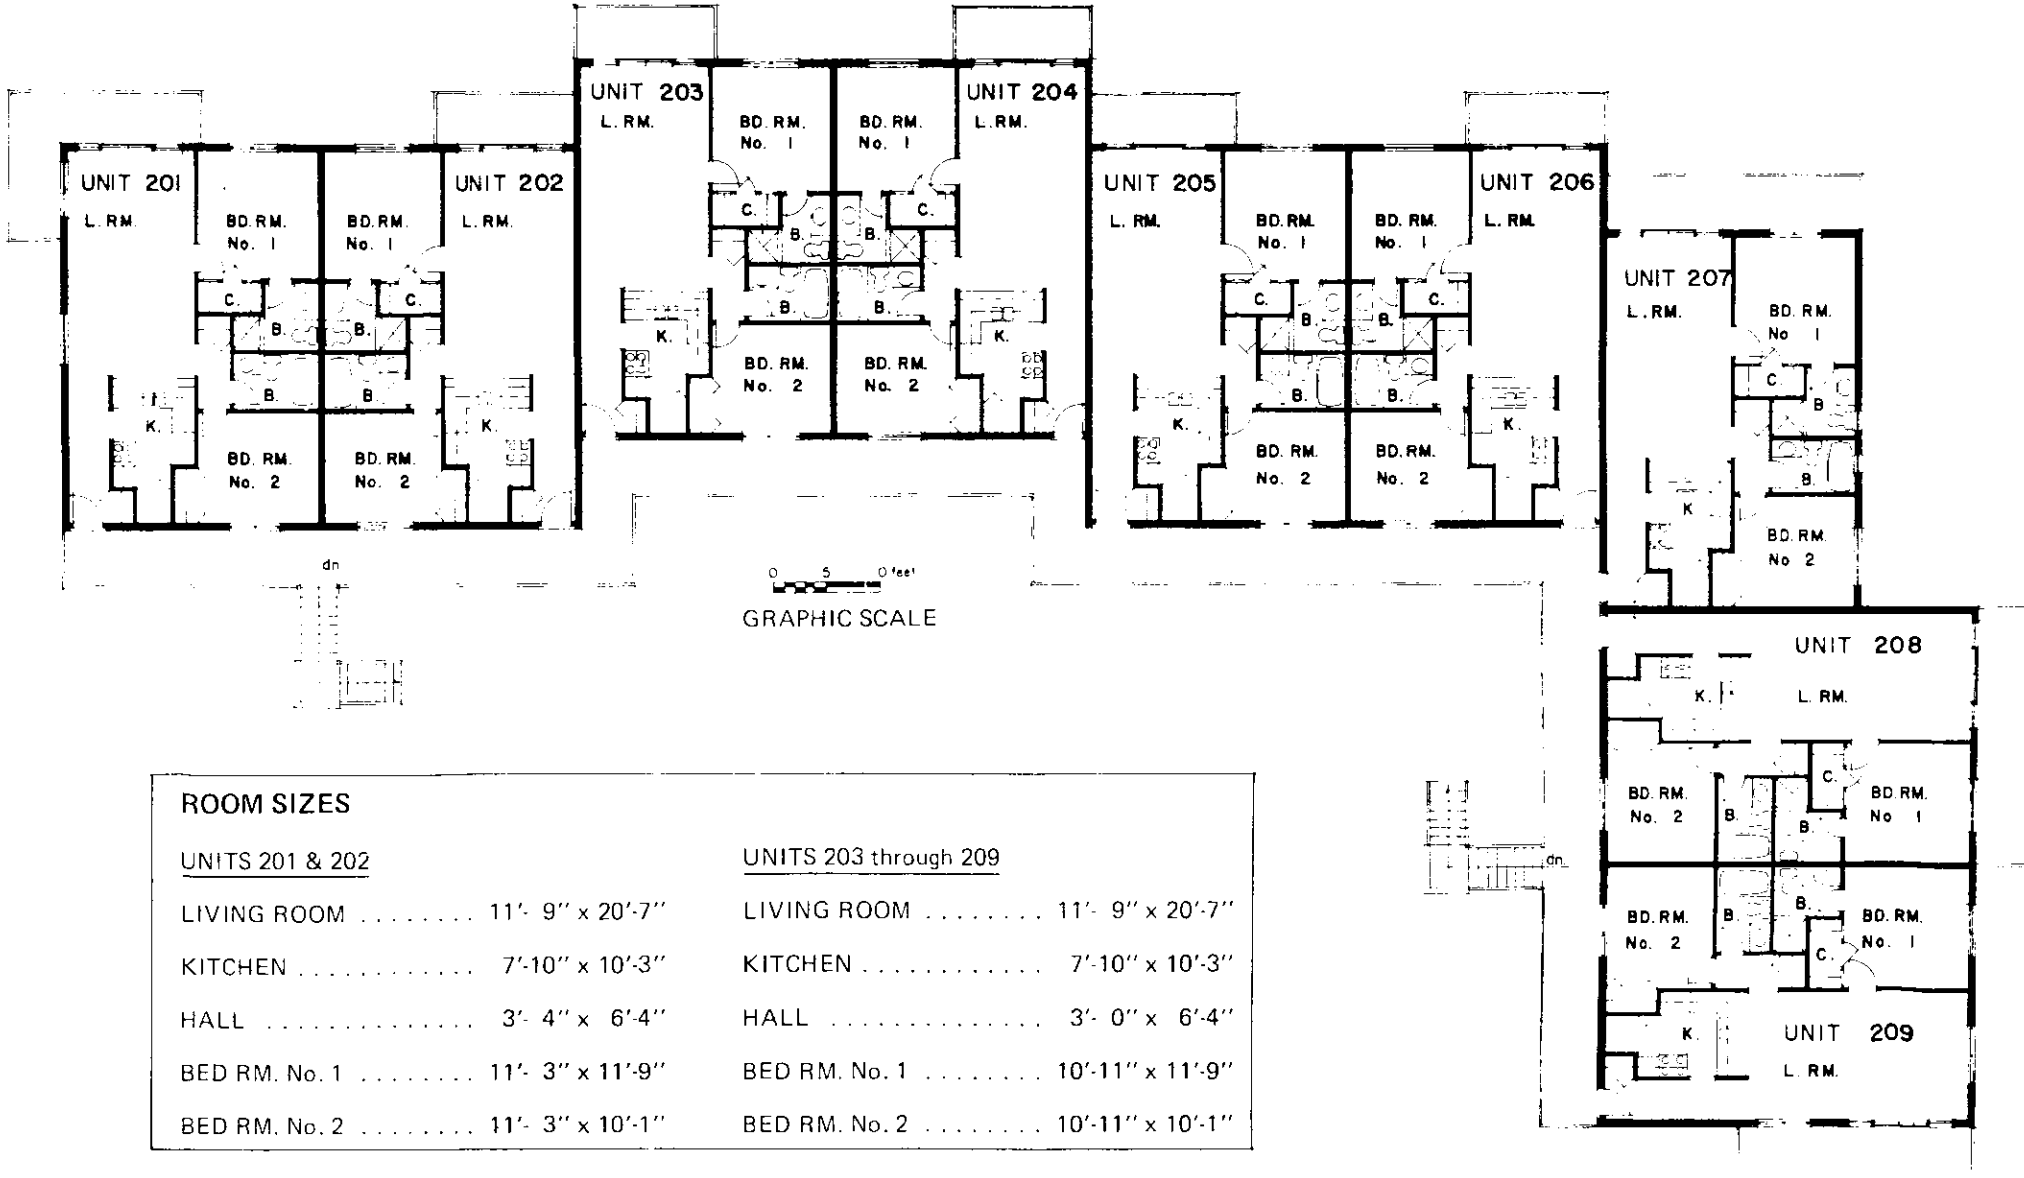 UNIT 203
L. RM.
BD. RM.
No. 1
BD. RM.
No. 1
UNIT 204
L. RM.
C.
B.
B.
C.
B.
B.
K.
K.
BD. RM.
No. 2
BD. RM.
No. 2
UNIT 201
L. RM.
BD. RM.
No. 1
BD. RM.
No. 1
UNIT 202
L. RM.
C.
B.
B.
C.
B.
B.
K.
K.
BD. RM.
No. 2
BD. RM.
No. 2
UNIT 205
L. RM.
BD. RM.
No. 1
BD. RM.
No. 1
UNIT 206
L. RM.
C.
B.
B.
C.
B.
B.
K.
K.
BD. RM.
No. 2
BD. RM.
No. 2
UNIT 207
L. RM.
BD. RM.
No 1
C.
B
B.
K
BD. RM.
No 2
dn
0 5 0 feet
GRAPHIC SCALE
UNIT 208
K.
L. RM.
BD. RM.
No. 2
B.
B.
C.
BD. RM.
No 1
dn.
BD. RM.
No. 2
B.
B.
C.
BD. RM.
No. 1
K.
UNIT 209
L. RM.
ROOM SIZES
UNITS 201 & 202
LIVING ROOM ........ 11'- 9" x 20'-7"
KITCHEN ............ 7'-10" x 10'-3"
HALL .............. 3'- 4" x 6'-4"
BED RM. No. 1 ........ 11'- 3" x 11'-9"
BED RM. No. 2 ........ 11'- 3" x 10'-1"
UNITS 203 through 209
LIVING ROOM ........ 11'- 9" x 20'-7"
KITCHEN ............ 7'-10" x 10'-3"
HALL .............. 3'- 0" x 6'-4"
BED RM. No. 1 ........ 10'-11" x 11'-9"
BED RM. No. 2 ........ 10'-11" x 10'-1"